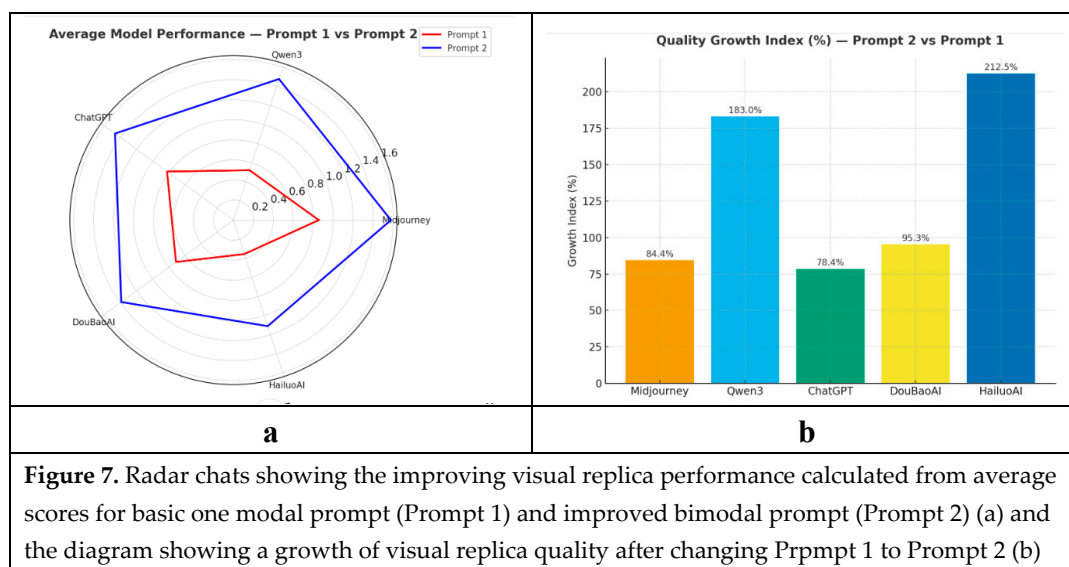 Average Model Performance — Prompt 1 vs Prompt 2
Prompt 1
Prompt 2
Qwen3
ChatGPT
1.6
1.4
1.2
1.0
0.8
0.6
0.4
0.2
Midjourney
DouBaoAI
HailuoAI
Quality Growth Index (%) — Prompt 2 vs Prompt 1
212.5%
200
183.0%
175
150
125
Growth Index (%)
100
95.3%
84.4%
78.4%
75
50
25
0
Midjourney Qwen3 ChatGPT DouBaoAI HailuoAI
a
b
Figure 7. Radar chats showing the improving visual replica performance calculated from average
scores for basic one modal prompt (Prompt 1) and improved bimodal prompt (Prompt 2) (a) and
the diagram showing a growth of visual replica quality after changing Prpmpt 1 to Prompt 2 (b)